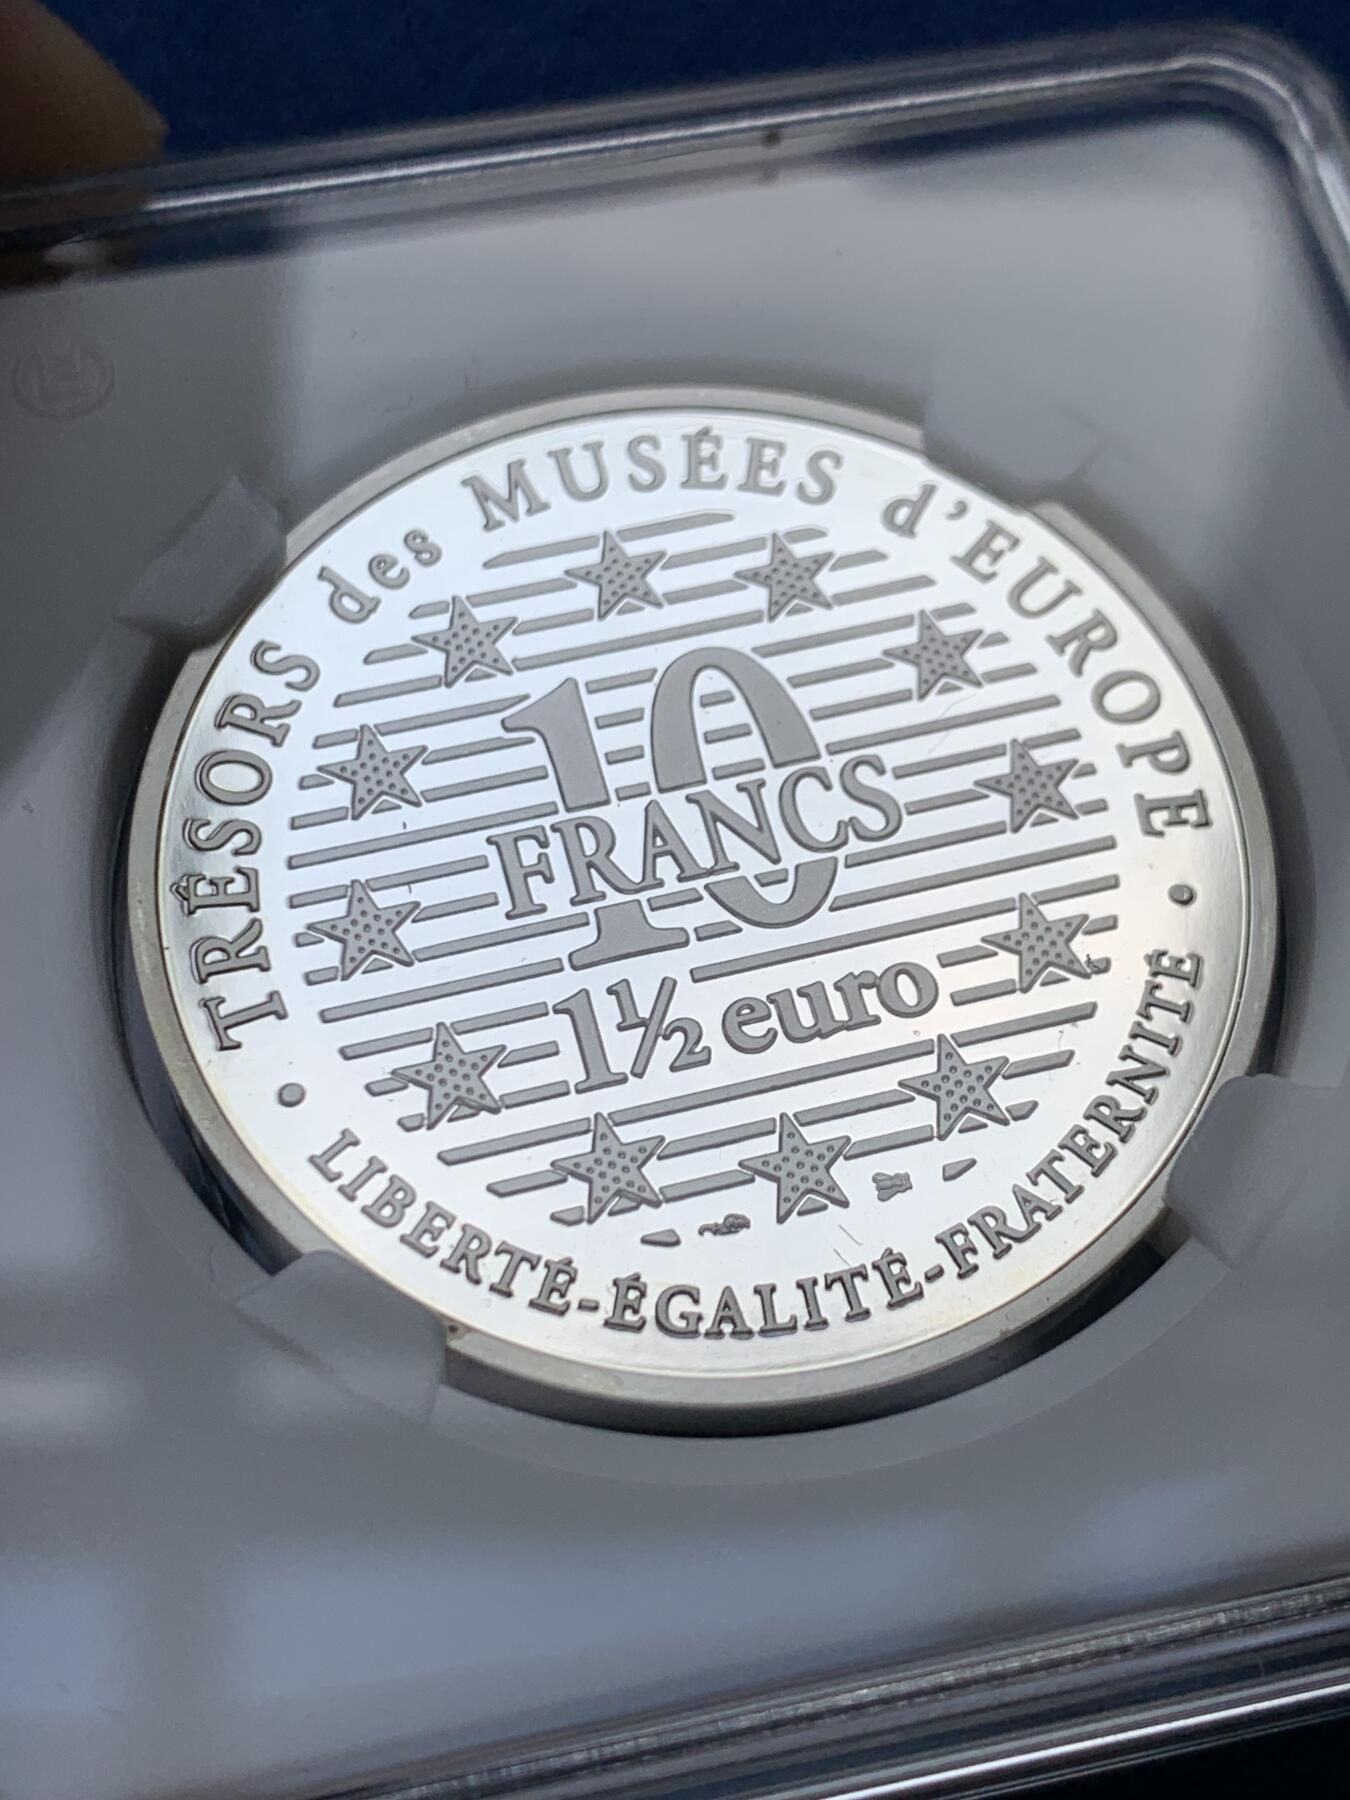 TRÉSORS des MUSÉES d'EUROPE
10
FRANCS
1½ euro
LIBERTÉ-ÉGALITÉ-FRATERNITÉ